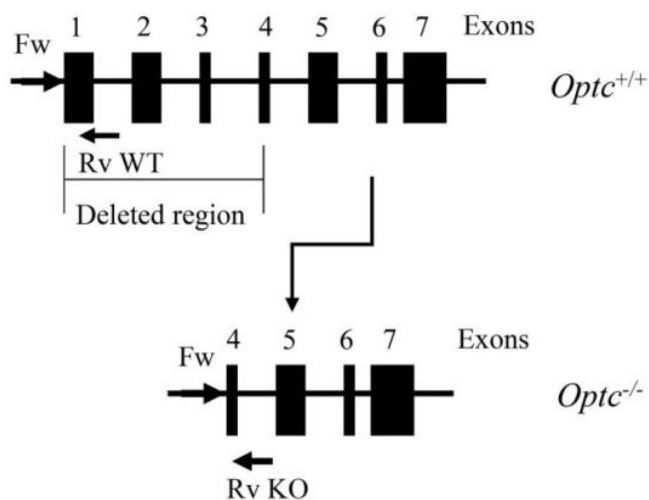 1 2 3 4 5 6 7 Exons
Fw
Optc+/+
Rv WT
Deleted region
4 5 6 7 Exons
Fw
Optc-/-
Rv KO